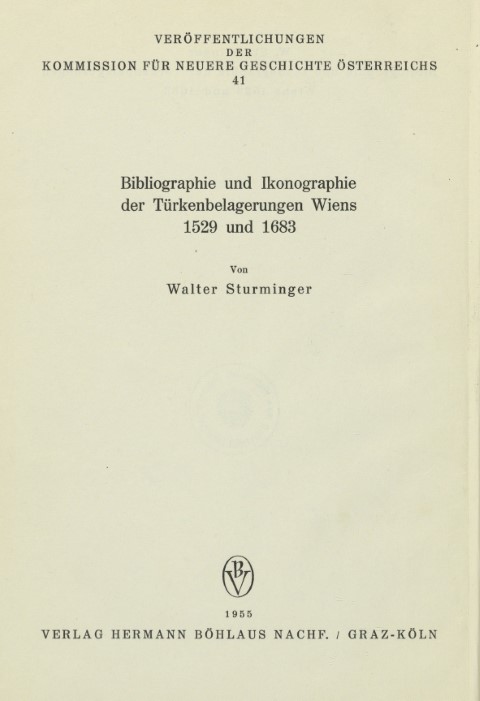 VERÖFFENTLICHUNGEN
DER
KOMMISSION FÜR NEUERE GESCHICHTE ÖSTERREICHS
41
Bibliographie und Ikonographie
der Türkenbelagerungen Wiens
1529 und 1683
Von
Walter Sturminger
BV
1955
VERLAG HERMANN BÖHLAUS NACHF. / GRAZ-KÖLN